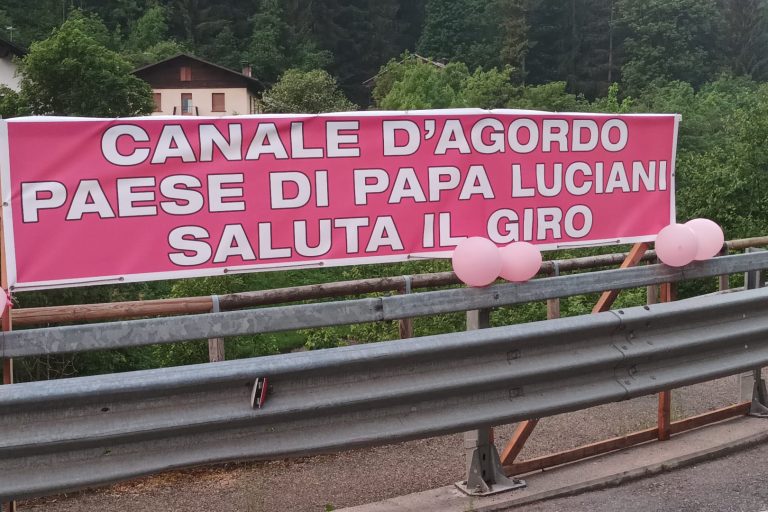 CANALE D'AGORDO
PAESE DI PAPA LUCIANI
SALUTA IL GIRO